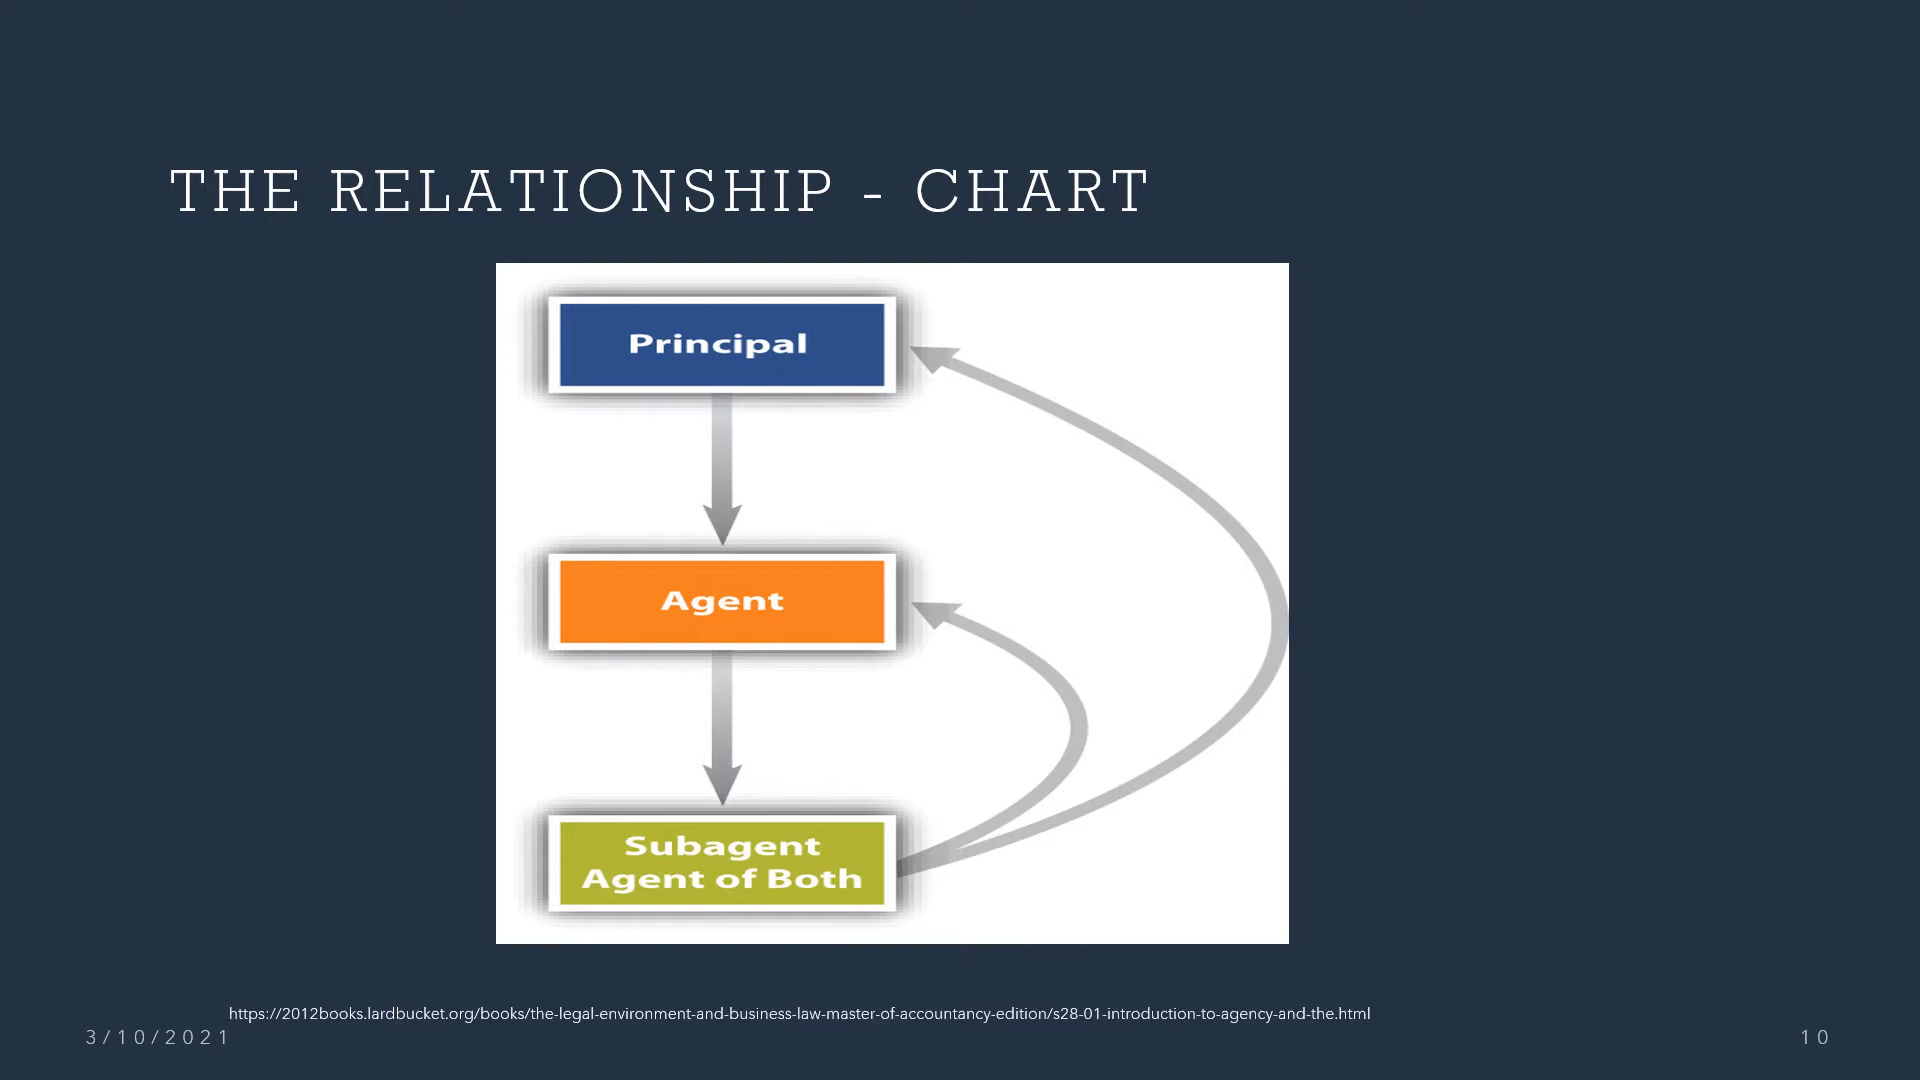 THE RELATIONSHIP - CHART
Principal
Agent
Subagent
Agent of Both
https://2012books.lardbucket.org/books/the-legal-environment-and-business-law-master-of-accountancy-edition/s28-01-introduction-to-agency-and-the.html
3/10/2021
10